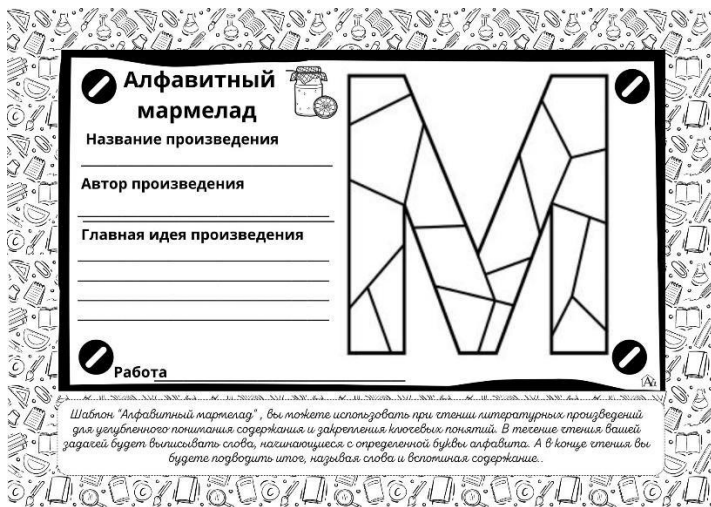 Алфавитный
мармелад
Название произведения
Автор произведения
Главная идея произведения
Работа
М
Шаблон "Алфавитный мармелад" , вы можете использовать при чтении литературных произведений
для углубленного понимания содержания и закрепления ключевых понятий. В течение чтения вашей
задачей будет выписывать слова, начинающиеся с определенной буквы алфавита. А в конце чтения вы
будете подводить итог, называя слова и вспоминая содержание..